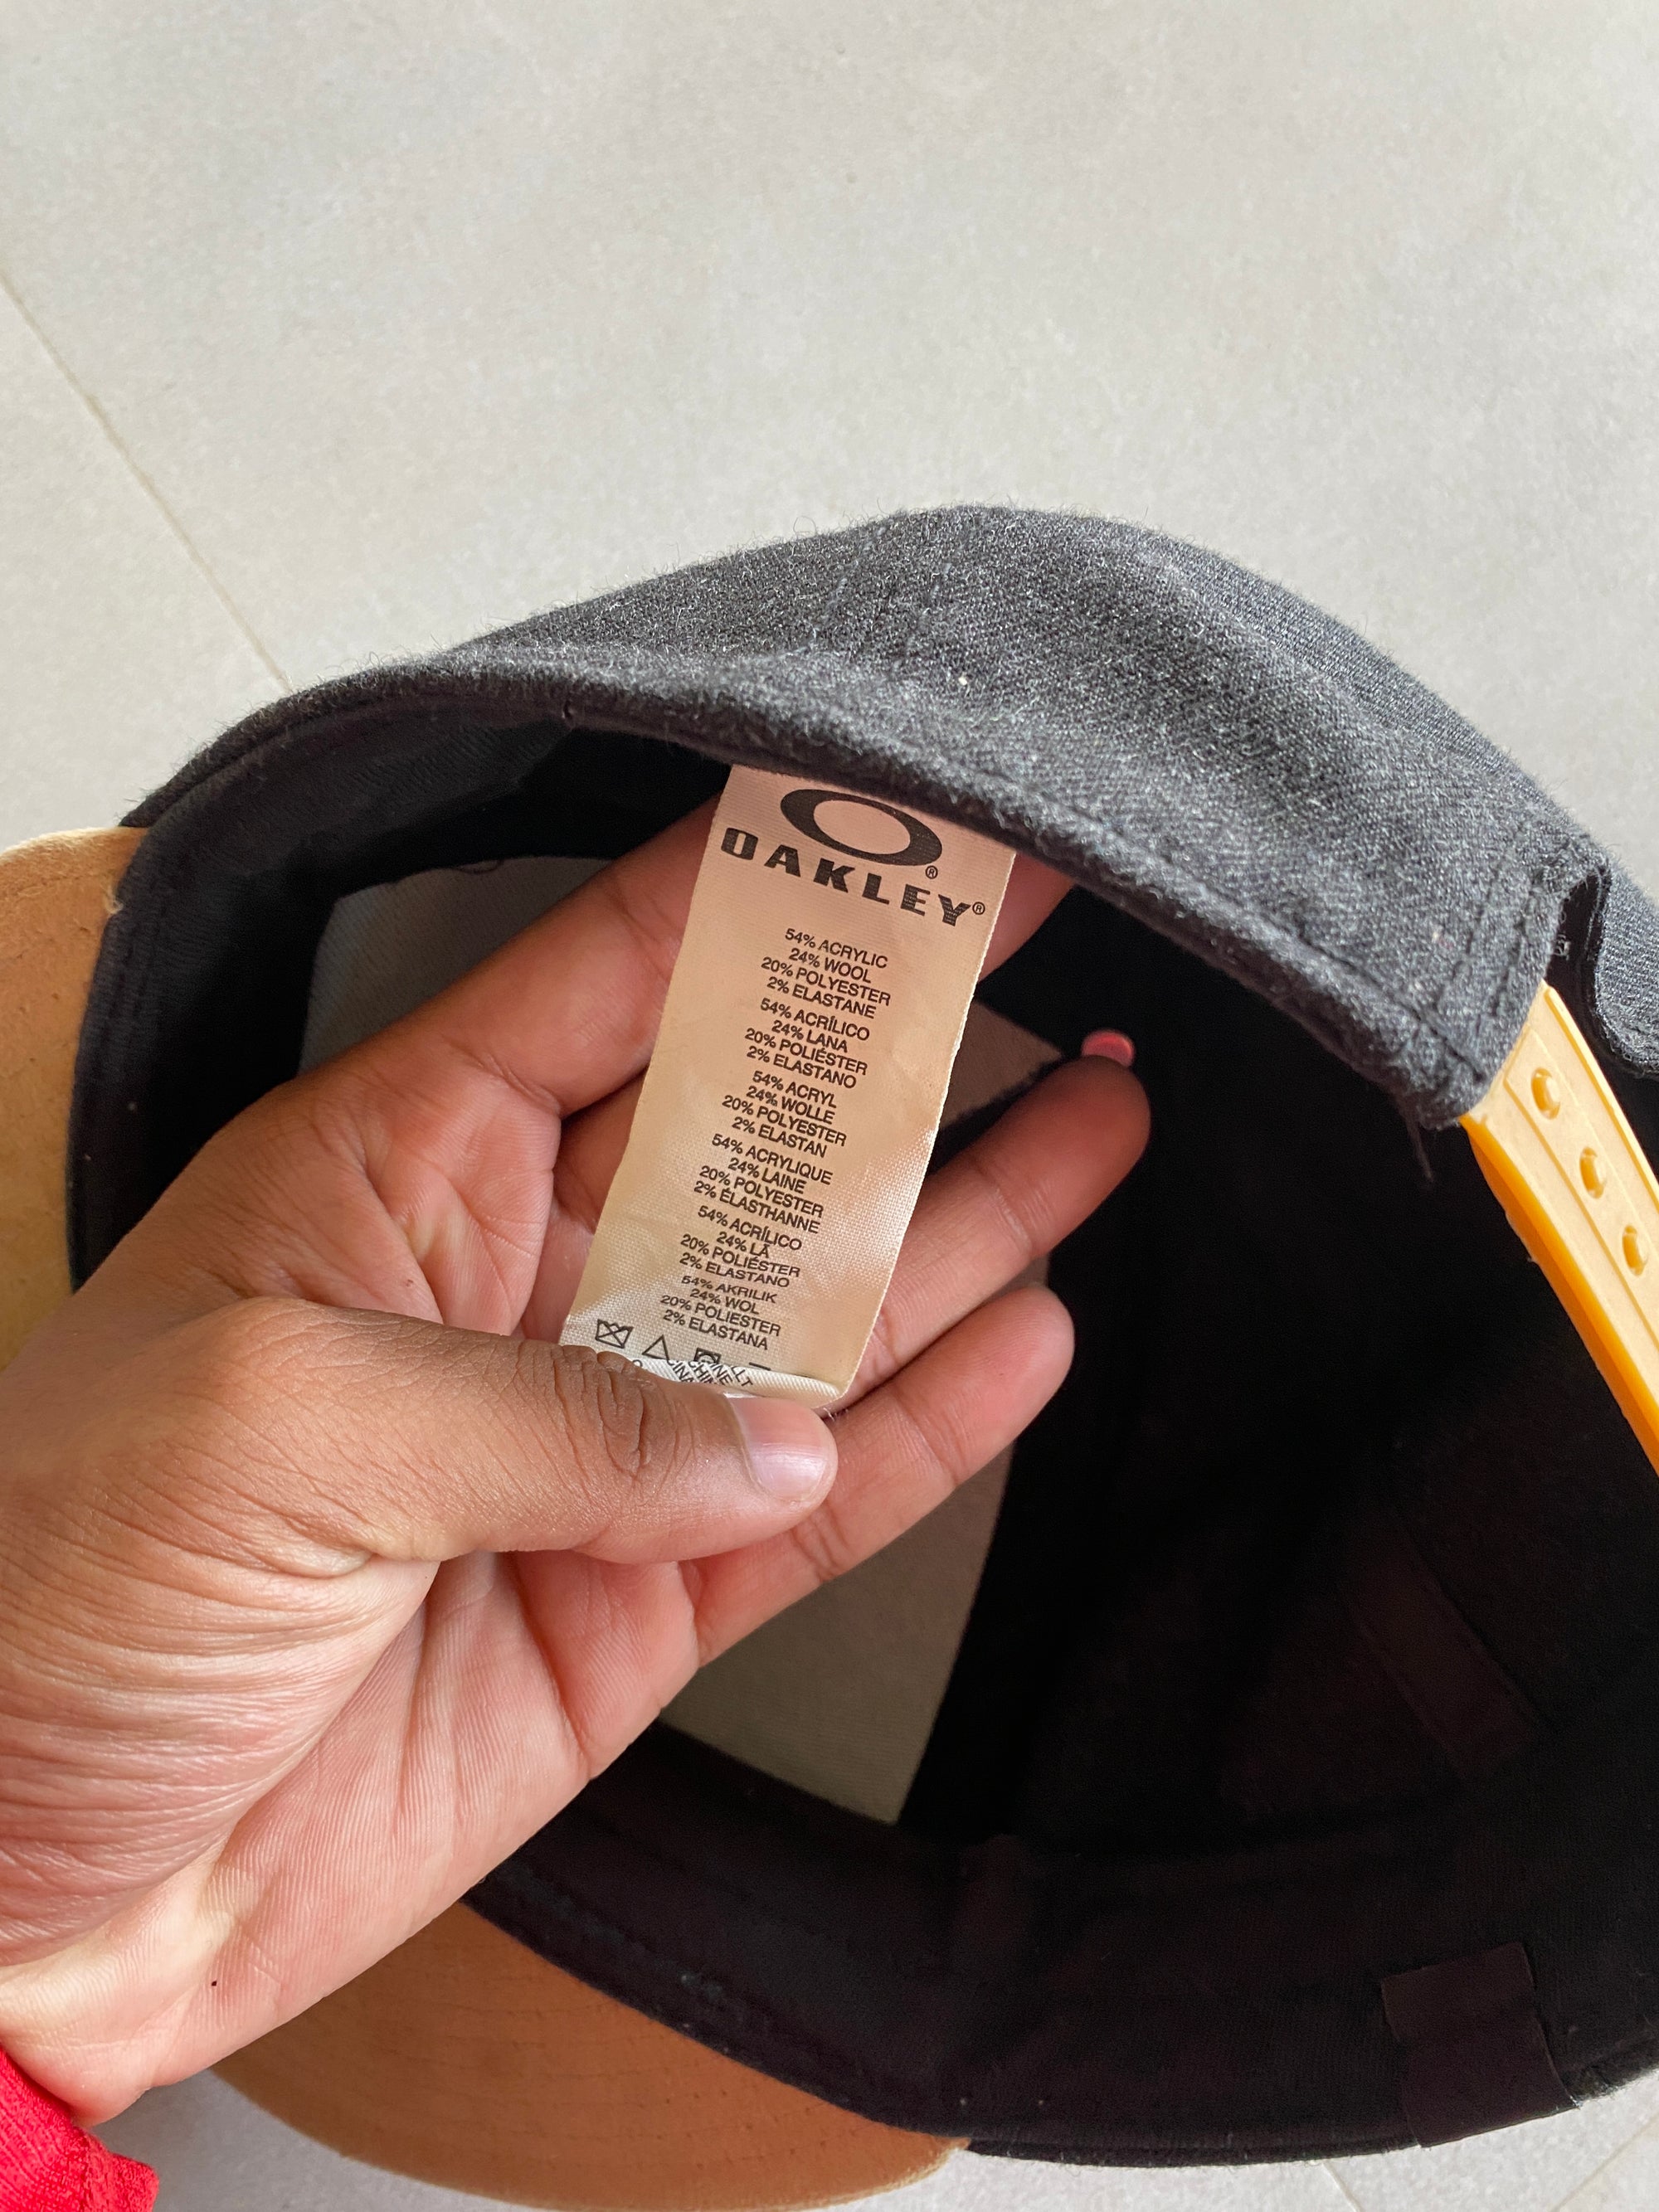 OAKLEY®
54% ACRYLIC
24% WOOL
20% POLYESTER
2% ELASTANE
54% ACRÍLICO
24% LANA
20% POLIÉSTER
2% ELASTANO
54% ACRYL
24% WOLLE
20% POLYESTER
2% ELASTAN
54% ACRYLIQUE
24% LAINE
20% POLYESTER
2% ÉLASTHANNE
54% ACRÍLICO
24% LÃ
20% POLIÉSTER
2% ELASTANO
54% AKRILIK
24% WOL
20% POLIESTER
2% ELASTANA